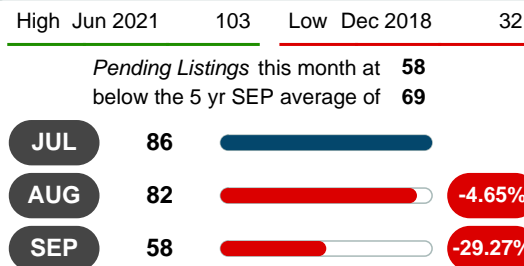 High Jun 2021 103 Low Dec 2018 32
Pending Listings this month at 58
below the 5 yr SEP average of 69
JUL 86
AUG 82 -4.65%
SEP 58 -29.27%